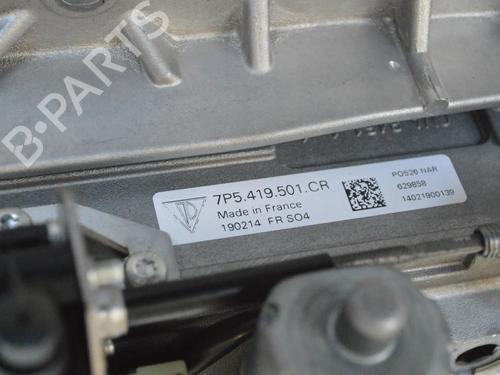 B-PARTS
7P5.419.501.CR
Made in France
190214 FR SO4
POS26 NAR
629858
14021900139